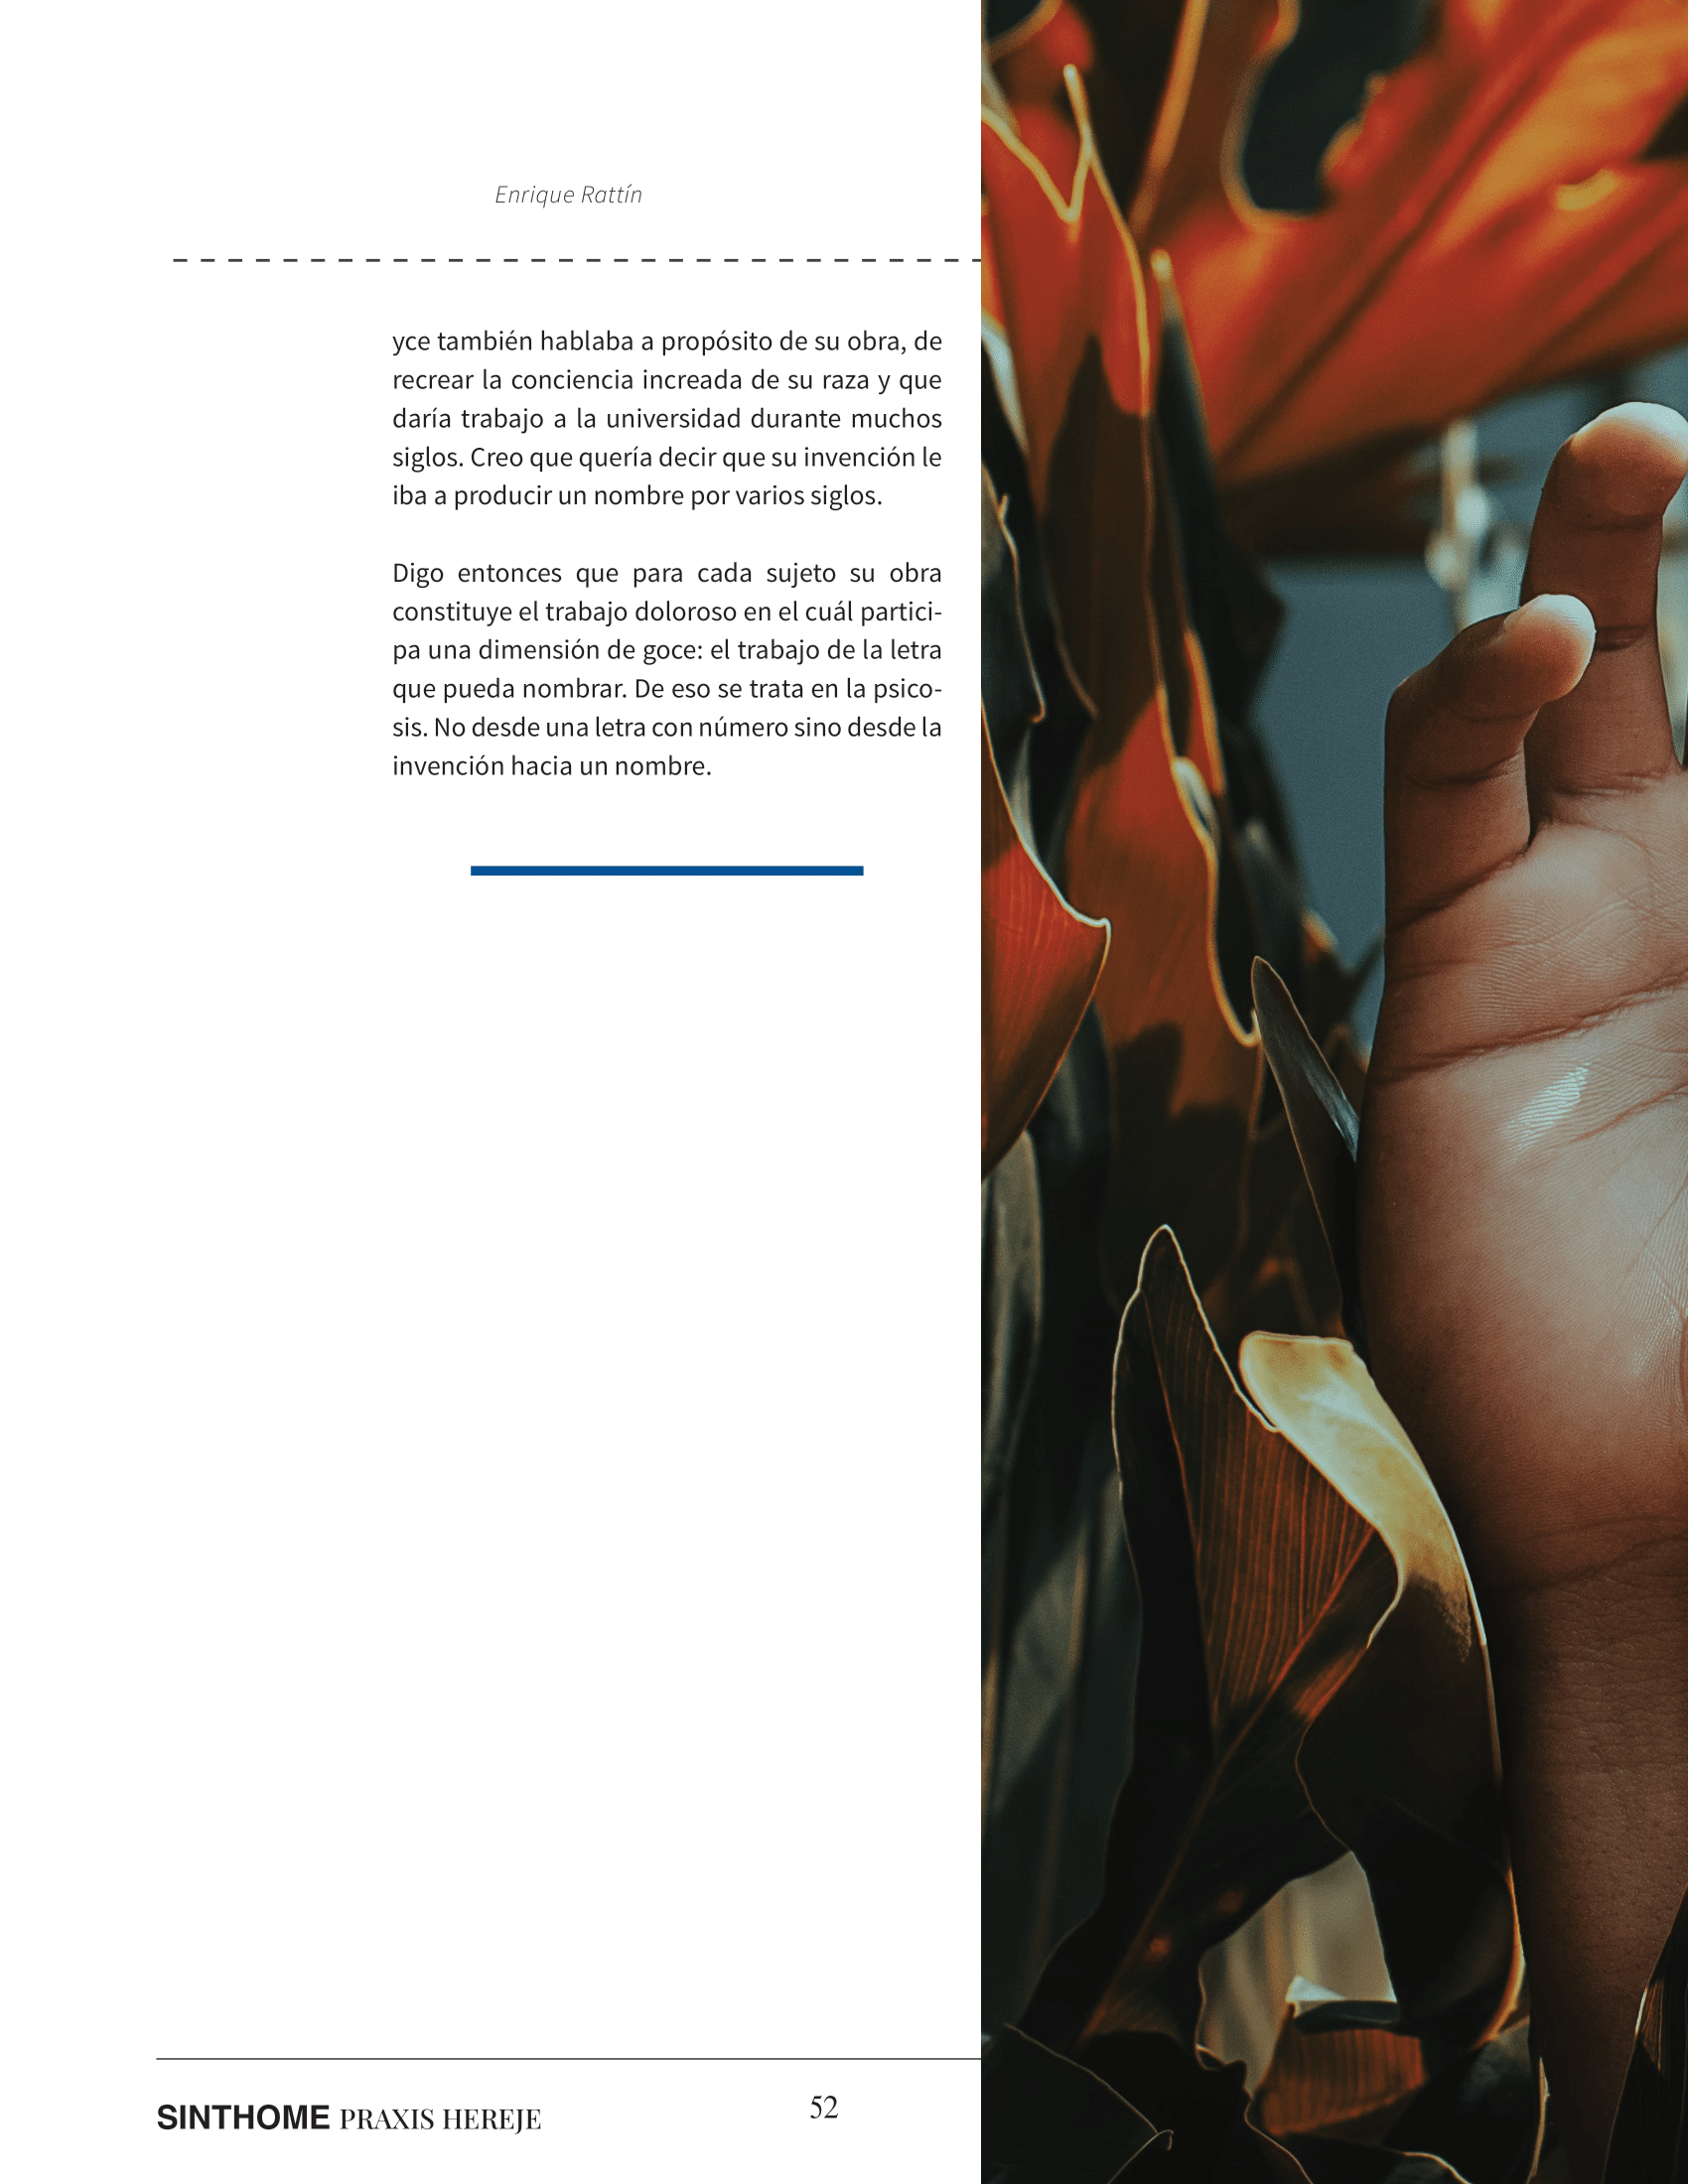 Enrique Rattín
yce también hablaba a propósito de su obra, de
recrear la conciencia increada de su raza y que
daría trabajo a la universidad durante muchos
siglos. Creo que quería decir que su invención le
iba a producir un nombre por varios siglos.
Digo entonces que para cada sujeto su obra
constituye el trabajo doloroso en el cuál partici-
pa una dimensión de goce: el trabajo de la letra
que pueda nombrar. De eso se trata en la psico-
sis. No desde una letra con número sino desde la
invención hacia un nombre.
SINTHOME PRAXIS HEREJE
52